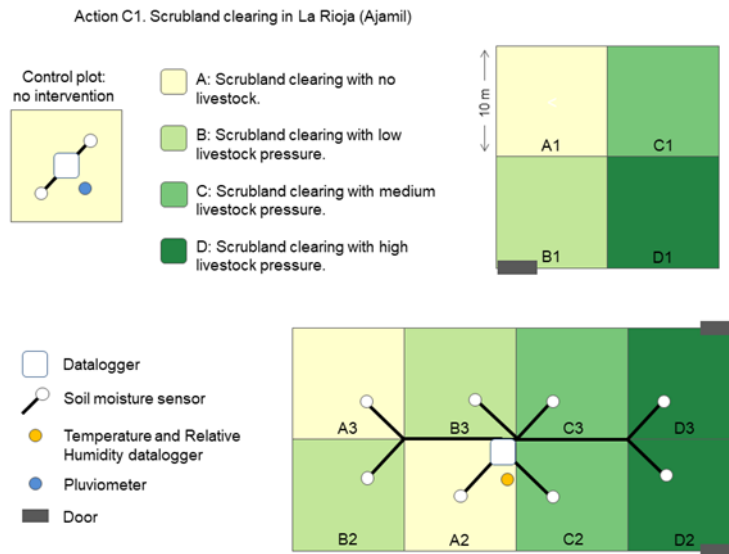 Action C1. Scrubland clearing in La Rioja (Ajamil)
Control plot:
no intervention
A: Scrubland clearing with no
livestock.
B: Scrubland clearing with low
livestock pressure.
C: Scrubland clearing with medium
livestock pressure.
D: Scrubland clearing with high
livestock pressure.
10 m
A1
C1
B1
D1
Datalogger
Soil moisture sensor
Temperature and Relative
Humidity datalogger
Pluviometer
Door
A3
B3
C3
D3
B2
A2
C2
D2